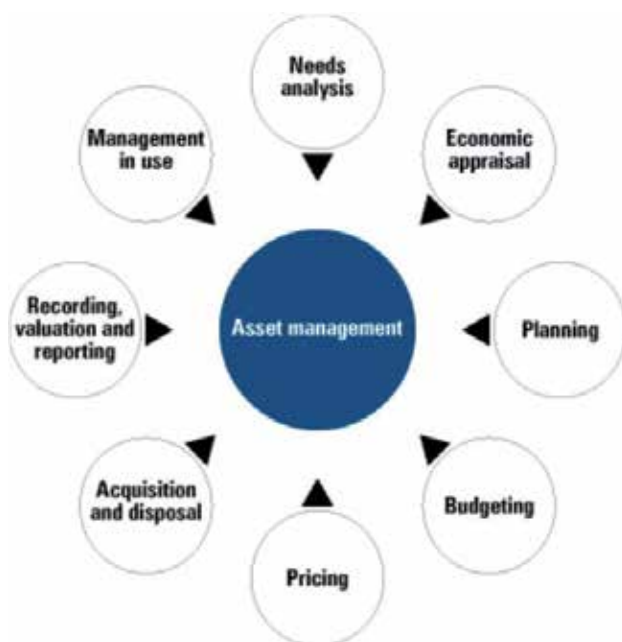 Needs
analysis
Economic
appraisal
Planning
Budgeting
Pricing
Acquisition
and disposal
Recording,
valuation and
reporting
Management
in use
Asset management